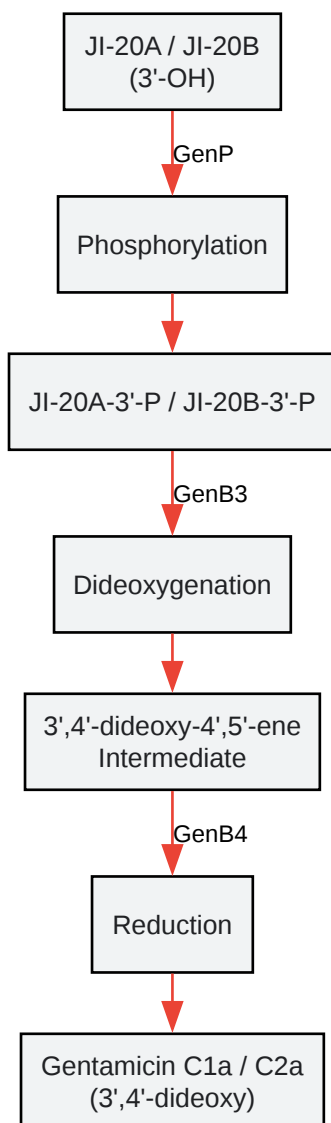 JI-20A / JI-20B
(3'-OH)
GenP
Phosphorylation
JI-20A-3'-P / JI-20B-3'-P
GenB3
Dideoxygenation
3',4'-dideoxy-4',5'-ene
Intermediate
GenB4
Reduction
Gentamicin C1a / C2a
(3',4'-dideoxy)